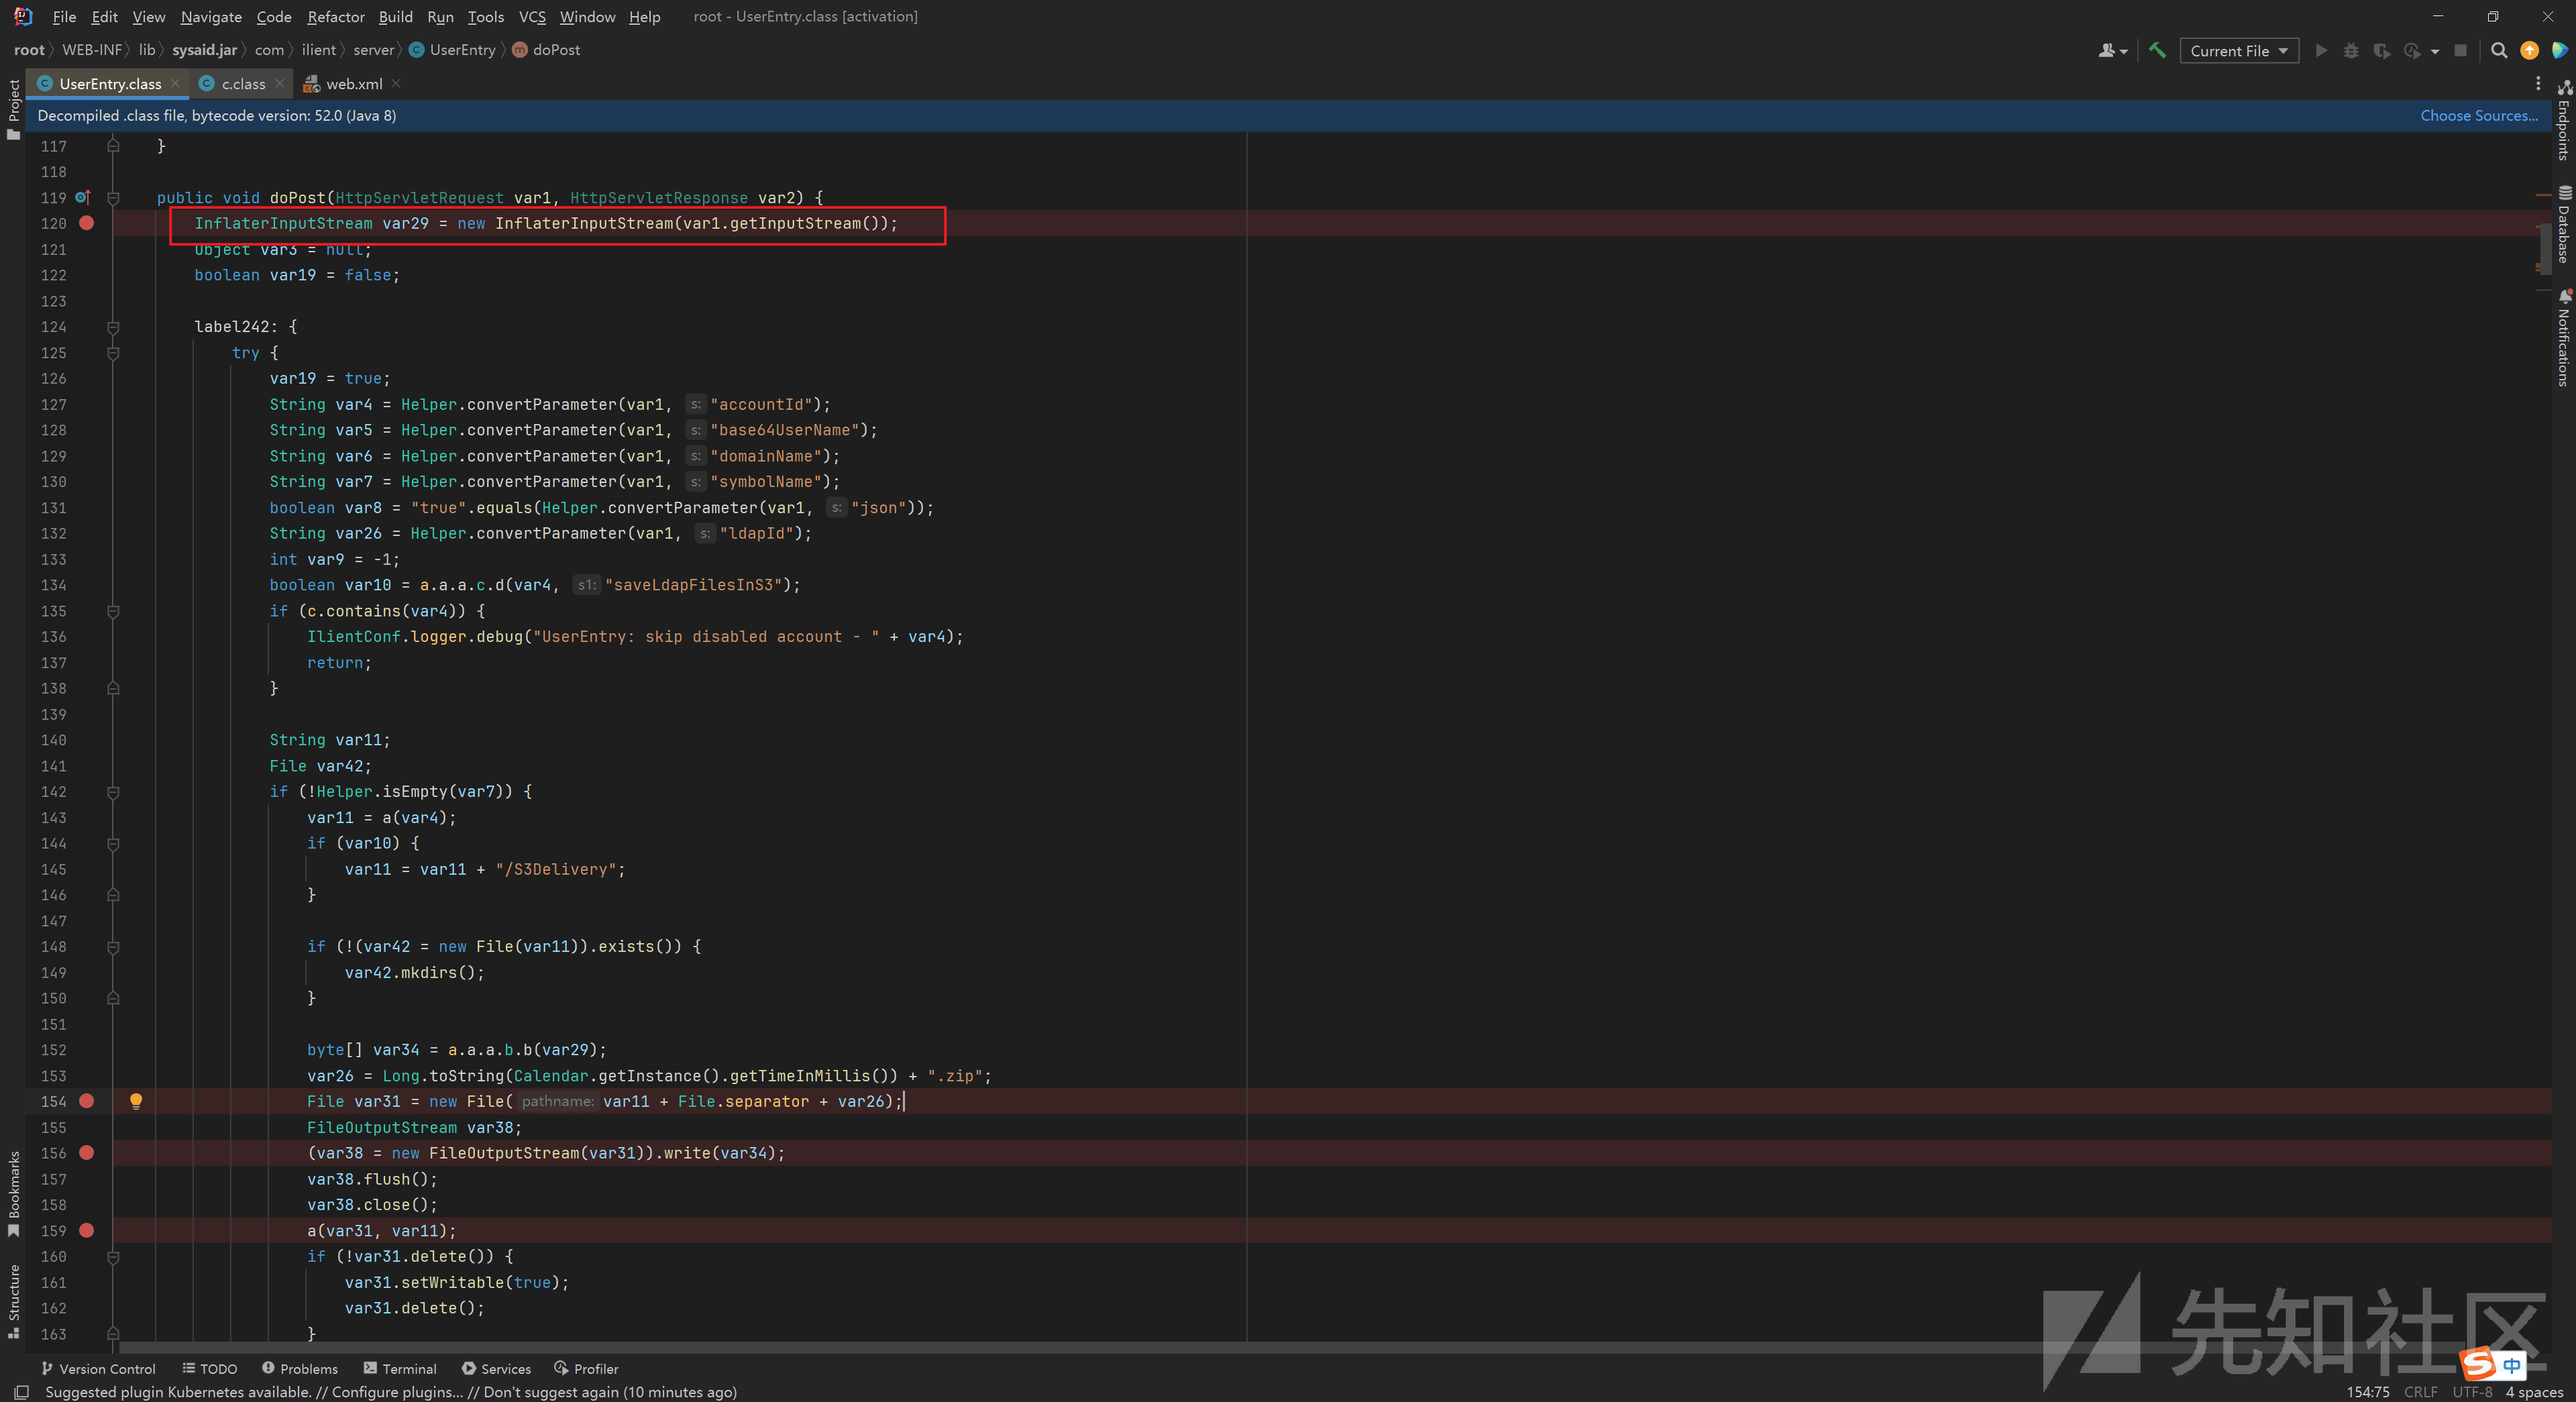 File Edit View Navigate Code Refactor Build Run Tools VCS Window Help root - UserEntry.class [activation]
root WEB-INF lib sysaid.jar com ilient server UserEntry doPost Current File
UserEntry.class c.class web.xml
Decompiled .class file, bytecode version: 52.0 (Java 8) Choose Sources...
Project
Bookmarks
Structure
Endpoints
Database
Notifications
117 }
118
119 public void doPost(HttpServletRequest var1, HttpServletResponse var2) {
120 InflaterInputStream var29 = new InflaterInputStream(var1.getInputStream());
121 Object var3 = null;
122 boolean var19 = false;
123
124 label242: {
125 try {
126 var19 = true;
127 String var4 = Helper.convertParameter(var1, s: "accountId");
128 String var5 = Helper.convertParameter(var1, s: "base64UserName");
129 String var6 = Helper.convertParameter(var1, s: "domainName");
130 String var7 = Helper.convertParameter(var1, s: "symbolName");
131 boolean var8 = "true".equals(Helper.convertParameter(var1, s: "json"));
132 String var26 = Helper.convertParameter(var1, s: "ldapId");
133 int var9 = -1;
134 boolean var10 = a.a.a.c.d(var4, s1: "saveLdapFilesInS3");
135 if (c.contains(var4)) {
136 IlientConf.logger.debug("UserEntry: skip disabled account - " + var4);
137 return;
138 }
139
140 String var11;
141 File var42;
142 if (!Helper.isEmpty(var7)) {
143 var11 = a(var4);
144 if (var10) {
145 var11 = var11 + "/S3Delivery";
146 }
147
148 if (!(var42 = new File(var11)).exists()) {
149 var42.mkdirs();
150 }
151
152 byte[] var34 = a.a.a.b.b(var29);
153 var26 = Long.toString(Calendar.getInstance().getTimeInMillis()) + ".zip";
154 File var31 = new File( pathname: var11 + File.separator + var26);
155 FileOutputStream var38;
156 (var38 = new FileOutputStream(var31)).write(var34);
157 var38.flush();
158 var38.close();
159 a(var31, var11);
160 if (!var31.delete()) {
161 var31.setWritable(true);
162 var31.delete();
163 }
先知社区
中
Version Control TODO Problems Terminal Services Profiler
Suggested plugin Kubernetes available. // Configure plugins... // Don't suggest again (10 minutes ago) 154:75 CRLF UTF-8 4 spaces